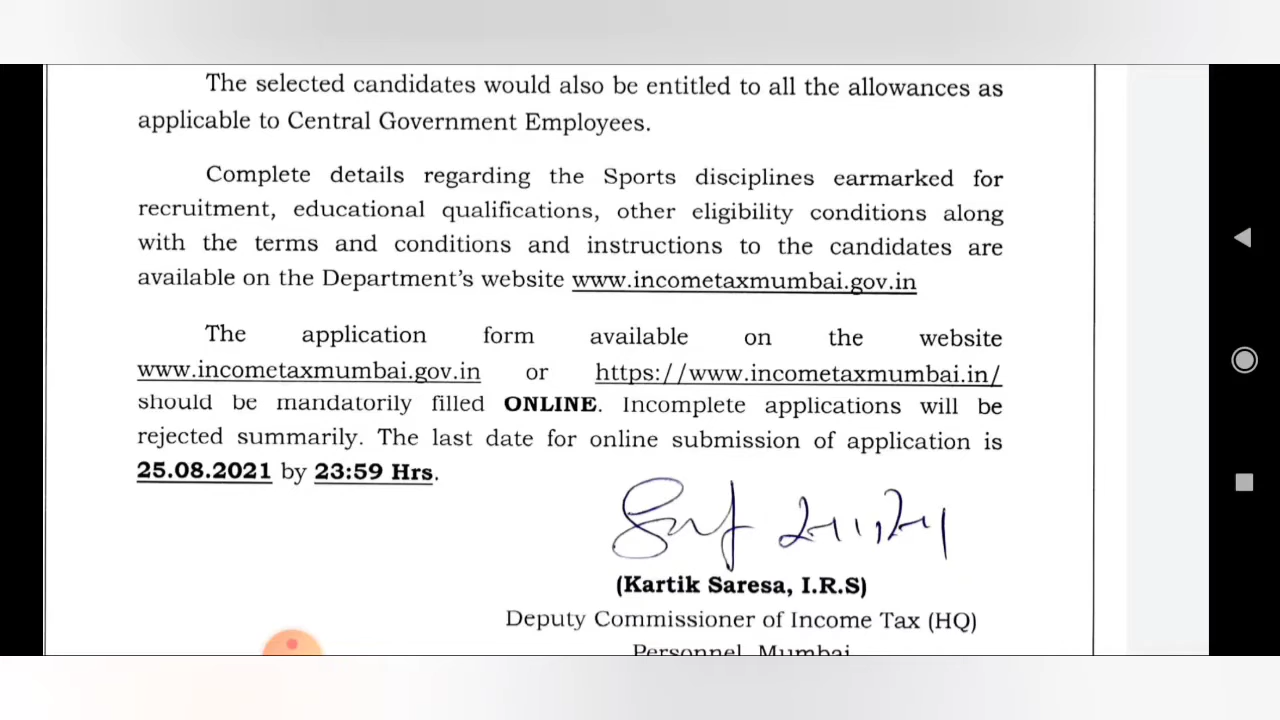 The selected candidates would also be entitled to all the allowances as
applicable to Central Government Employees.
Complete details regarding the Sports disciplines earmarked for
recruitment, educational qualifications, other eligibility conditions along
with the terms and conditions and instructions to the candidates are
available on the Department's website www.incometaxmumbai.gov.in
The application form available on the website
www.incometaxmumbai.gov.in or https://www.incometaxmumbai.in/
should be mandatorily filled ONLINE. Incomplete applications will be
rejected summarily. The last date for online submission of application is
25.08.2021 by 23:59 Hrs.
(Kartik Saresa, I.R.S)
Deputy Commissioner of Income Tax (HQ)
Personnel, Mumbai